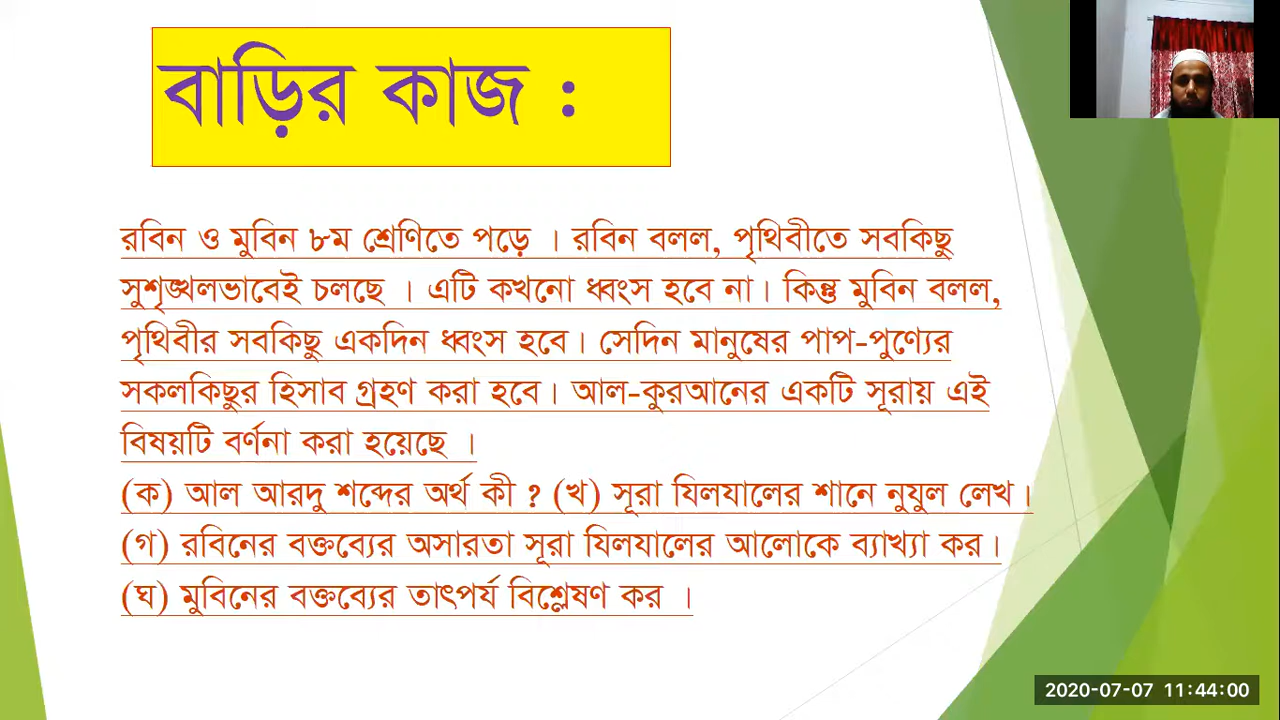 বাড়ির কাজ :
রবিন ও মুবিন ৮ম শ্রেণিতে পড়ে । রবিন বলল, পৃথিবীতে সবকিছু
সুশৃঙ্খলভাবেই চলছে । এটি কখনো ধ্বংস হবে না। কিন্তু মুবিন বলল,
পৃথিবীর সবকিছু একদিন ধ্বংস হবে। সেদিন মানুষের পাপ-পুণ্যের
সকলকিছুর হিসাব গ্রহণ করা হবে। আল-কুরআনের একটি সূরায় এই
বিষয়টি বর্ণনা করা হয়েছে ।
(ক) আল আরদু শব্দের অর্থ কী ? (খ) সূরা যিলযালের শানে নুযুল লেখ।
(গ) রবিনের বক্তব্যের অসারতা সূরা যিলযালের আলোকে ব্যাখ্যা কর।
(ঘ) মুবিনের বক্তব্যের তাৎপর্য বিশ্লেষণ কর ।
2020-07-07 11:44:00